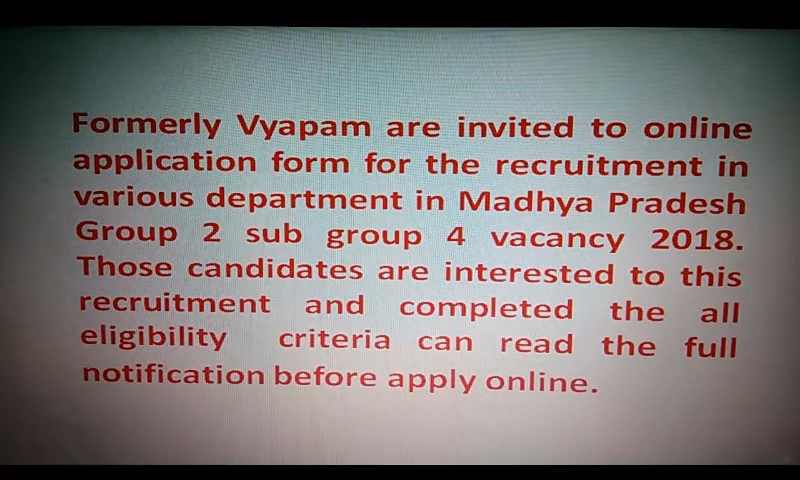 Formerly Vyapam are invited to online
application form for the recruitment in
various department in Madhya Pradesh
Group 2 sub group 4 vacancy 2018.
Those candidates are interested to this
recruitment and completed the all
eligibility criteria can read the full
notification before apply online.